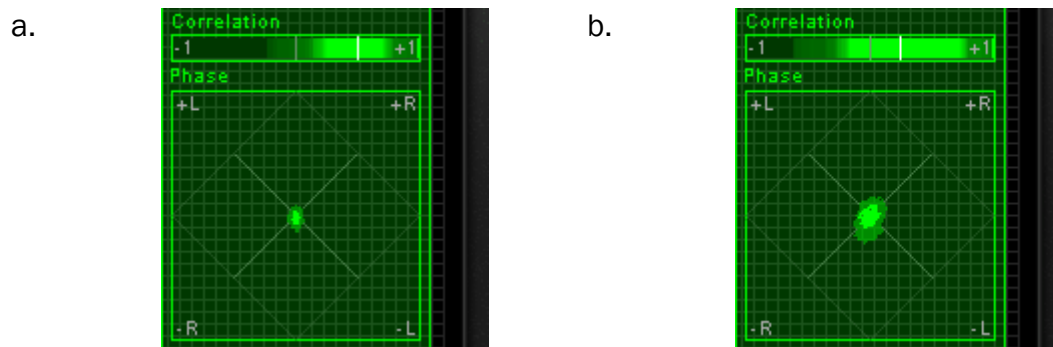 a.
Correlation
-1 +1
Phase
+L +R
-R -L
b.
Correlation
-1 +1
Phase
+L +R
-R -L